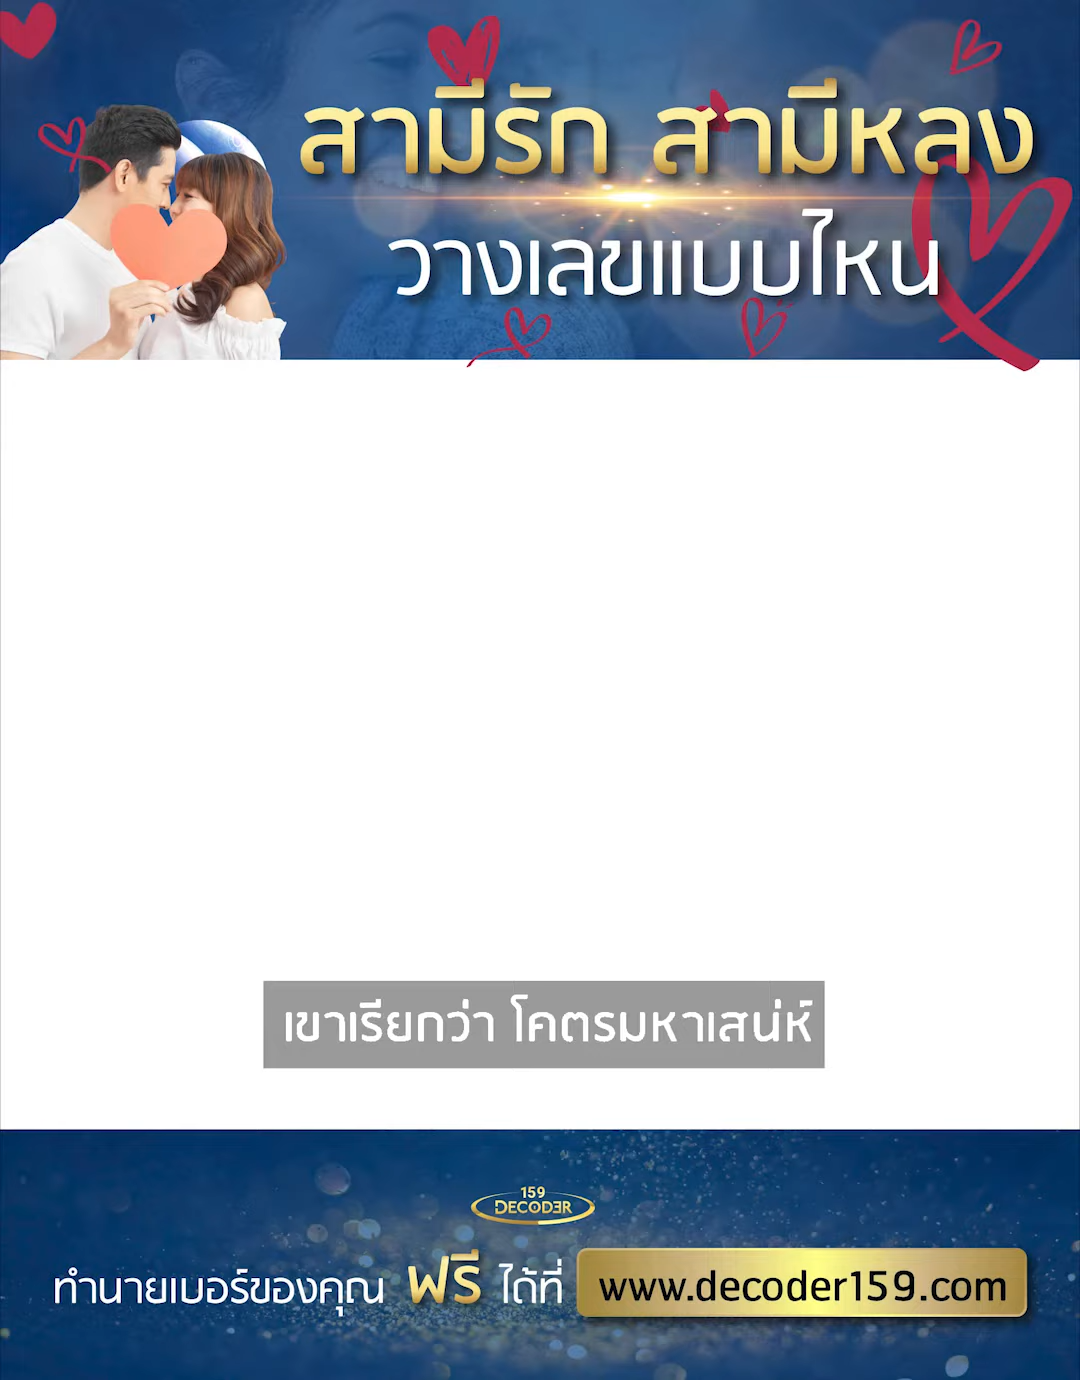 สามีรัก สามีหลง
วางเลขแบบไหน
เขาเรียกว่า โคตรมหาเสน่ห์
159
DECODER
ทำนายเบอร์ของคุณ ฟรี ได้ที่ www.decoder159.com